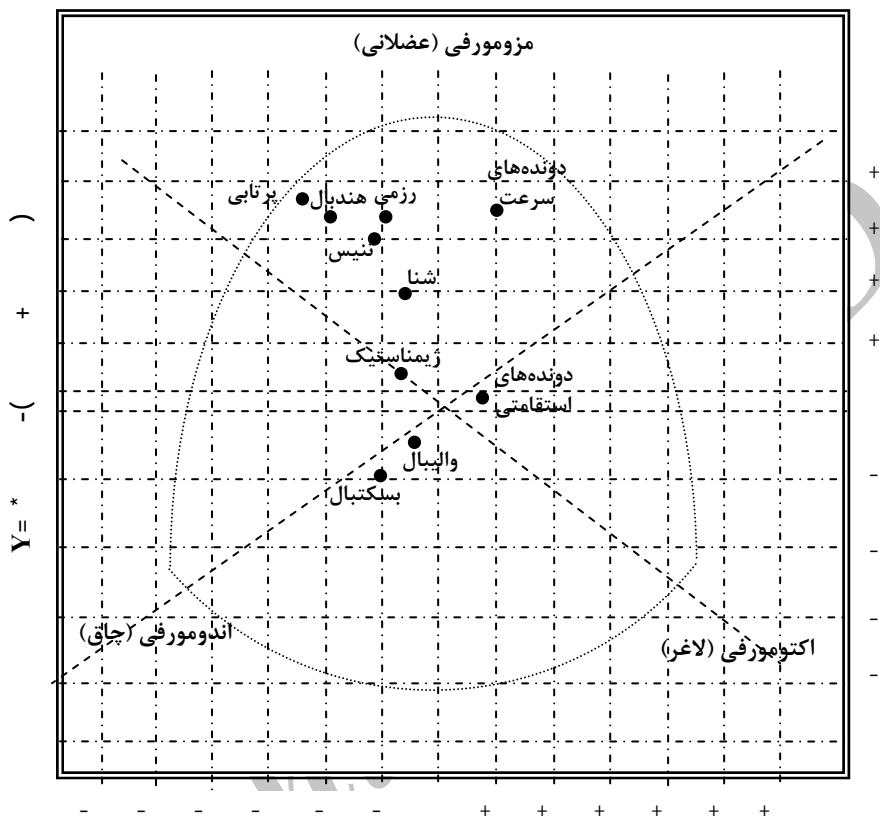 مزومورفی (عضلانی)
دونده‌های
سرعت
پرتابی
هندبال
رزمی
تنیس
شنا
ژیمناستیک
دونده‌های
استقامتی
والیبال
بسکتبال
اندومورفی (چاق)
اکتومورفی (لاغر)
Y= * -( + )
+
+
+
+
-
-
-
-
- - - - - - + + + + + +